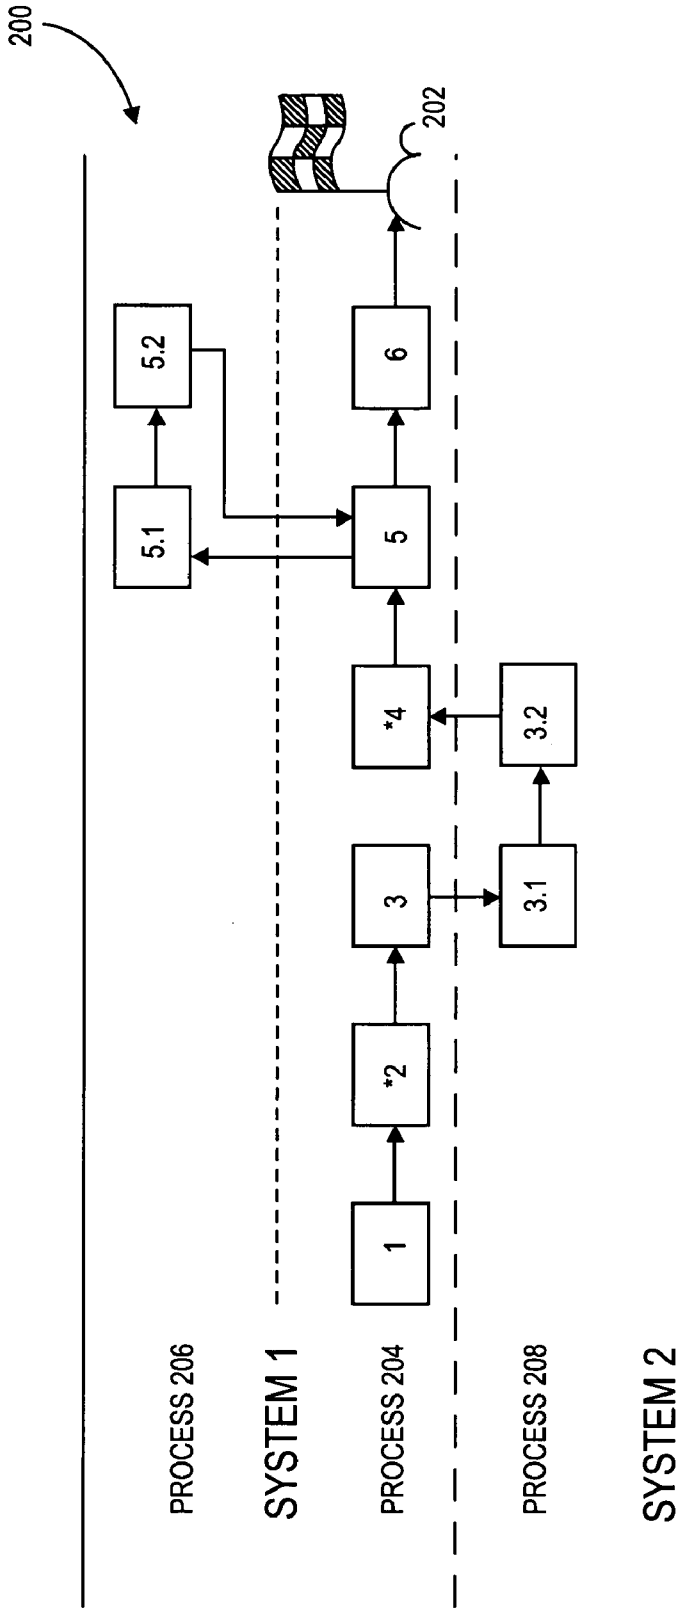 200
5.1
5.2
PROCESS 206
SYSTEM 1
202
1
*2
3
*4
5
6
PROCESS 204
3.1
3.2
PROCESS 208
SYSTEM 2